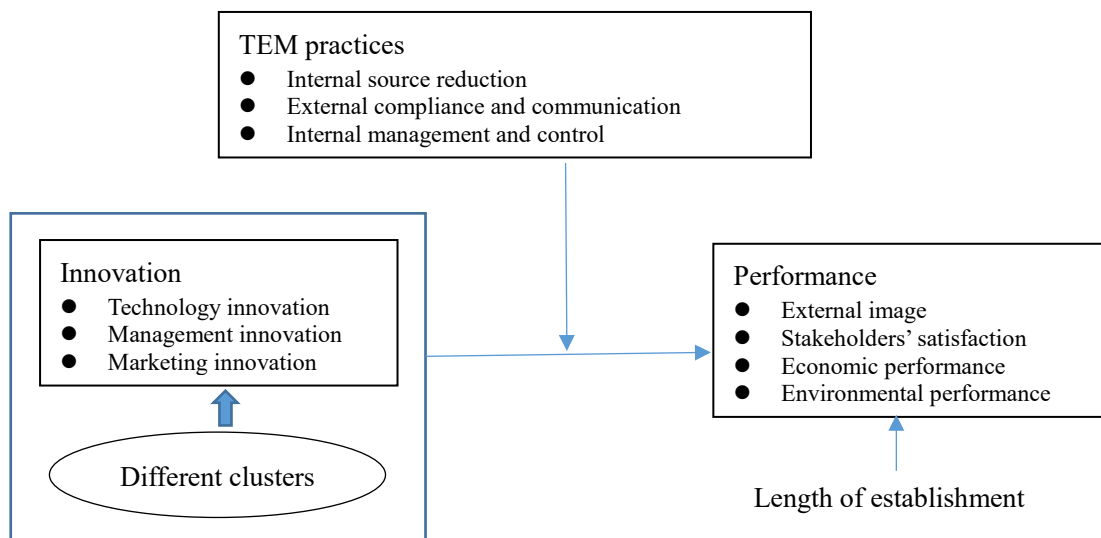 TEM practices
● Internal source reduction
● External compliance and communication
● Internal management and control
Innovation
● Technology innovation
● Management innovation
● Marketing innovation
Different clusters
Performance
● External image
● Stakeholders’ satisfaction
● Economic performance
● Environmental performance
Length of establishment